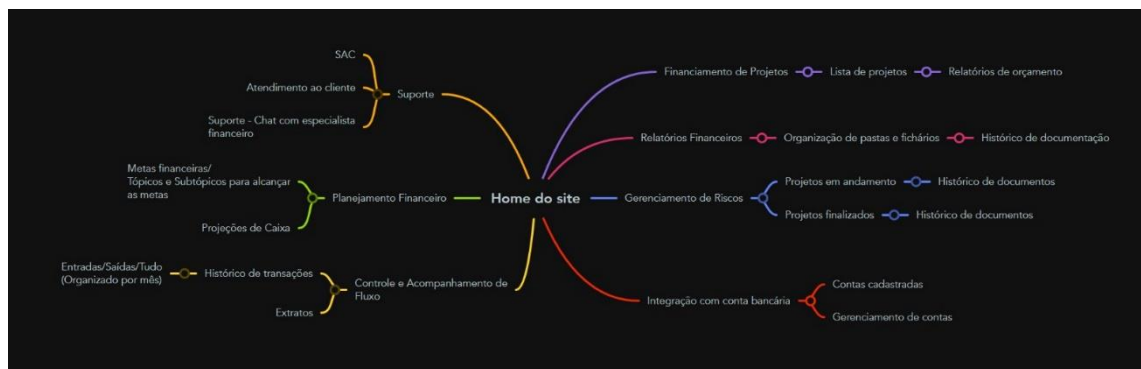 SAC
Atendimento ao cliente
Suporte - Chat com especialista
financeiro
Suporte
Metas financeiras/
Tópicos e Subtópicos para alcançar
as metas
Projeções de Caixa
Planejamento Financeiro
Entradas/Saídas/Tudo
(Organizado por mês)
Histórico de transações
Extratos
Controle e Acompanhamento de
Fluxo
Home do site
Financiamento de Projetos
Lista de projetos
Relatórios de orçamento
Relatórios Financeiros
Organização de pastas e fichários
Histórico de documentação
Gerenciamento de Riscos
Projetos em andamento
Histórico de documentos
Projetos finalizados
Histórico de documentos
Integração com conta bancária
Contas cadastradas
Gerenciamento de contas